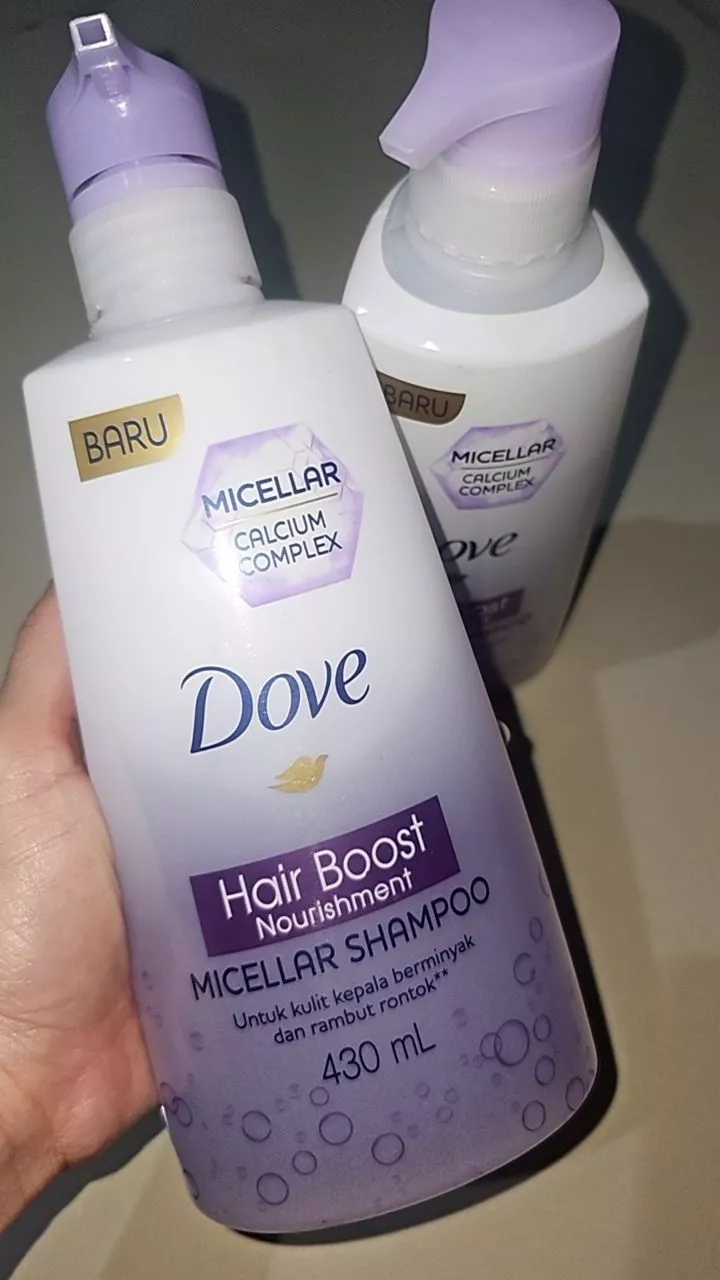 BARU
MICELLAR
CALCIUM
COMPLEX
Dove
Hair Boost
Nourishment
MICELLAR SHAMPOO
Untuk kulit kepala berminyak
dan rambut rontok**
430 mL
BARU
MICELLAR
CALCIUM
COMPLEX
ove